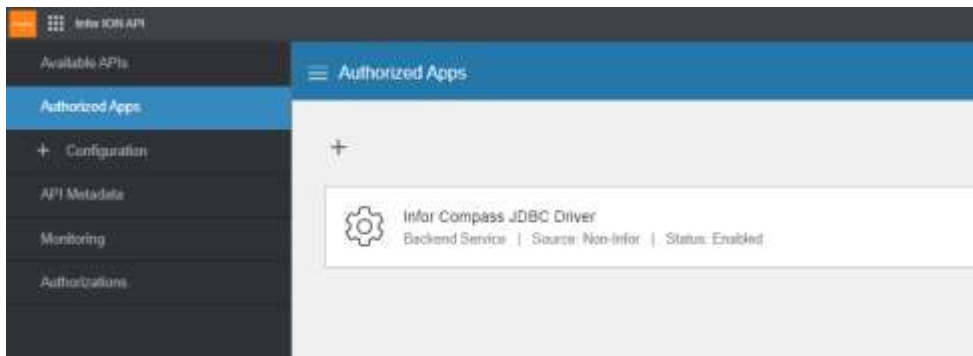 Infor ION API
Available APIs
Authorized Apps
Authorized Apps
+ Configuration
+
API Metadata
Infor Compass JDBC Driver
Backend Service | Source: Non-Infor | Status: Enabled
Monitoring
Authorizations